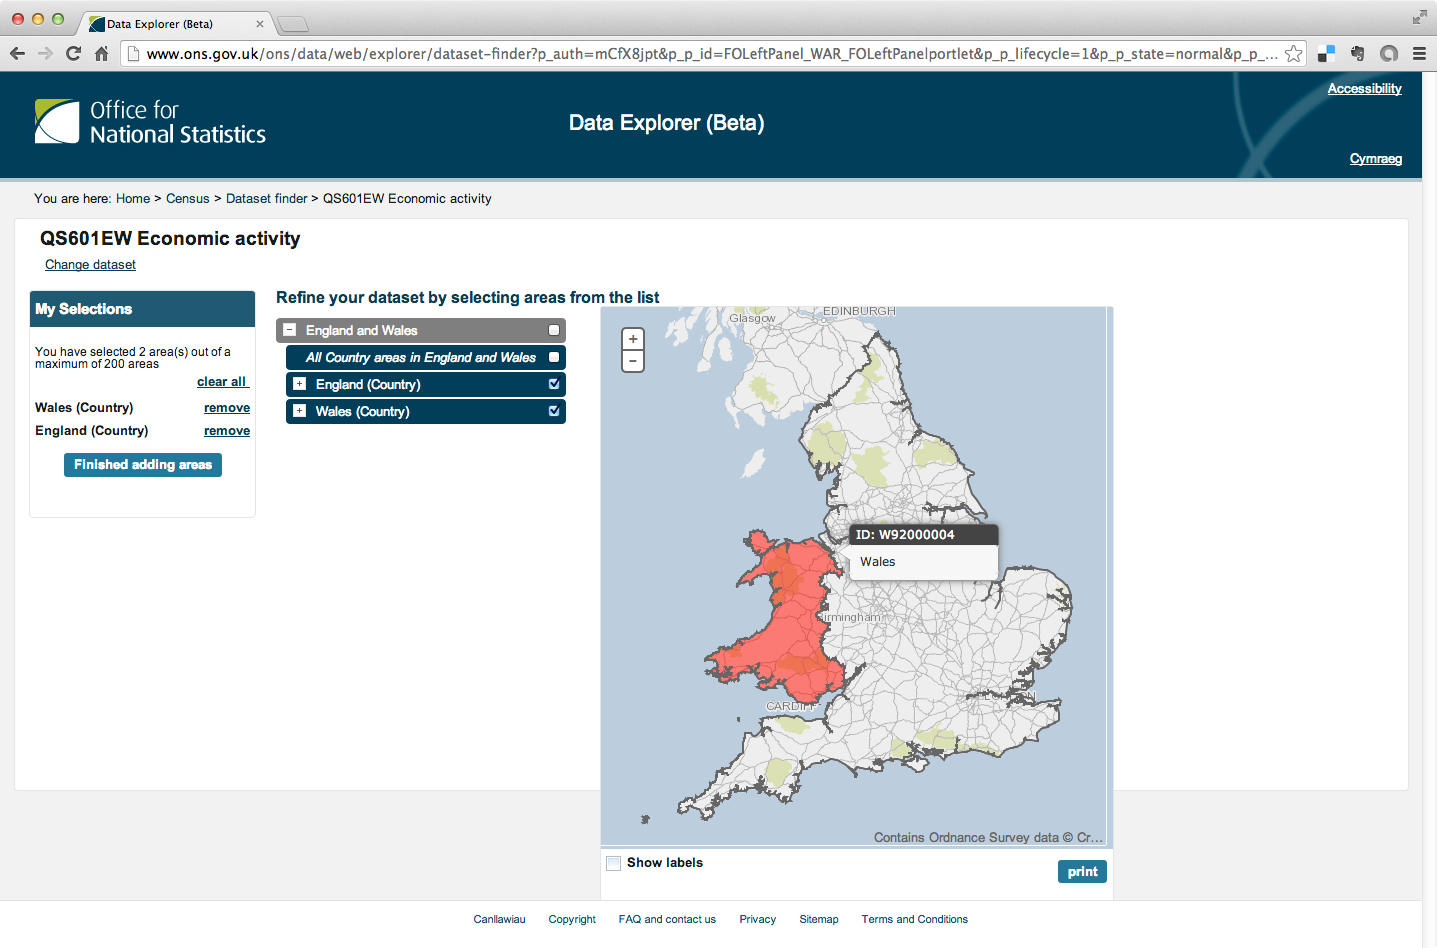 Data Explorer (Beta)
www.ons.gov.uk/ons/data/web/explorer/dataset-finder?p_auth=mCfX8jpt&p_p_id=FOLeftPanel_WAR_FOLeftPanelportlet&p_p_lifecycle=1&p_p_state=normal&p_p_...
Accessibility
Office for
National Statistics
Data Explorer (Beta)
Cymraeg
You are here: Home > Census > Dataset finder > QS601EW Economic activity
QS601EW Economic activity
Change dataset
My Selections
You have selected 2 area(s) out of a
maximum of 200 areas
clear all
Wales (Country) remove
England (Country) remove
Finished adding areas
Refine your dataset by selecting areas from the list
England and Wales
All Country areas in England and Wales
England (Country)
Wales (Country)
EDINBURGH
Glasgow
ID: W92000004
Wales
Birmingham
LONDON
CARDIFF
Contains Ordnance Survey data © Cr...
Show labels
print
Canllawiau Copyright FAQ and contact us Privacy Sitemap Terms and Conditions